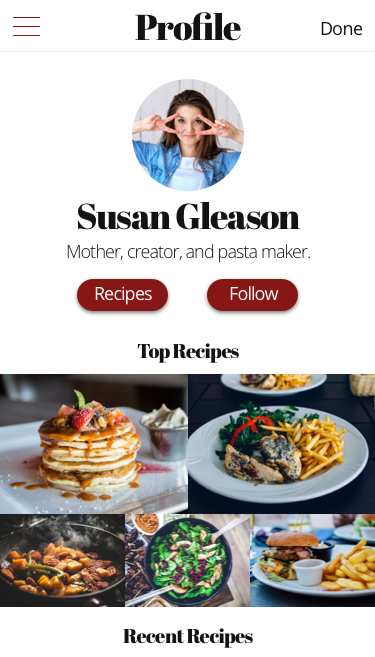 Profile
Done
Susan Gleason
Mother, creator, and pasta maker.
Recipes
Follow
Top Recipes
Recent Recipes